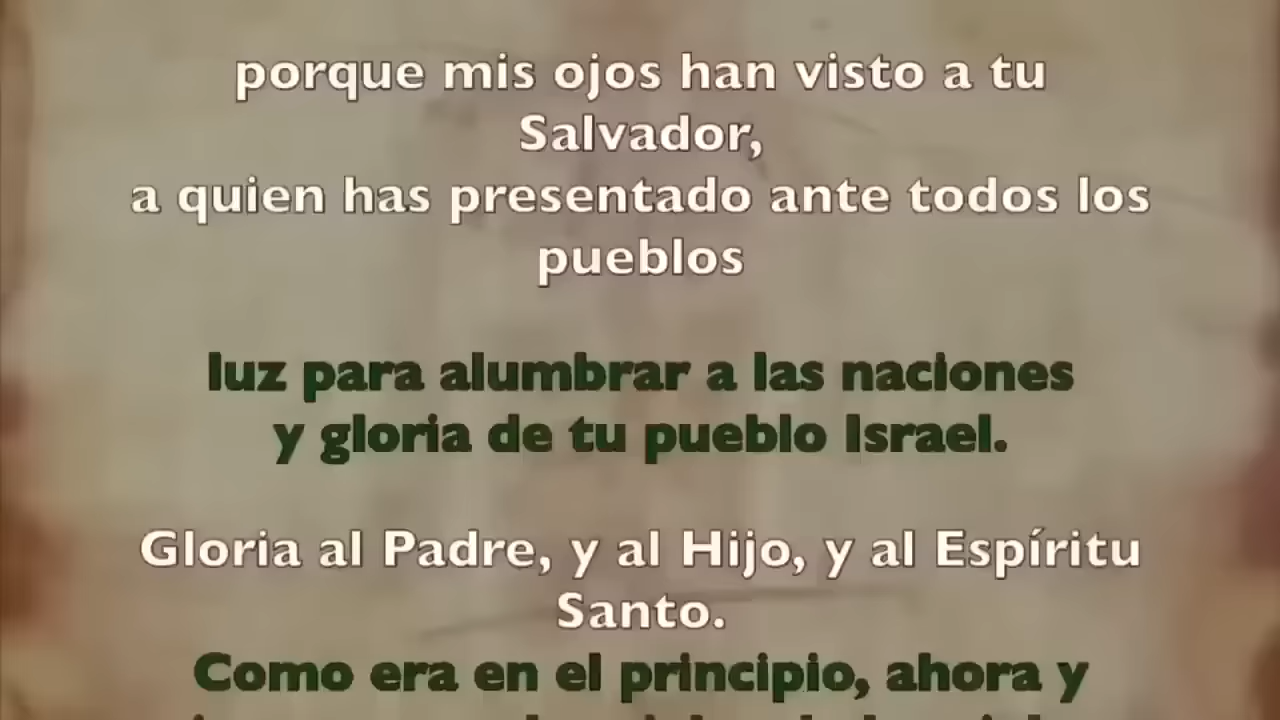 porque mis ojos han visto a tu
Salvador,
a quien has presentado ante todos los
pueblos
luz para alumbrar a las naciones
y gloria de tu pueblo Israel.
Gloria al Padre, y al Hijo, y al Espíritu
Santo.
Como era en el principio, ahora y